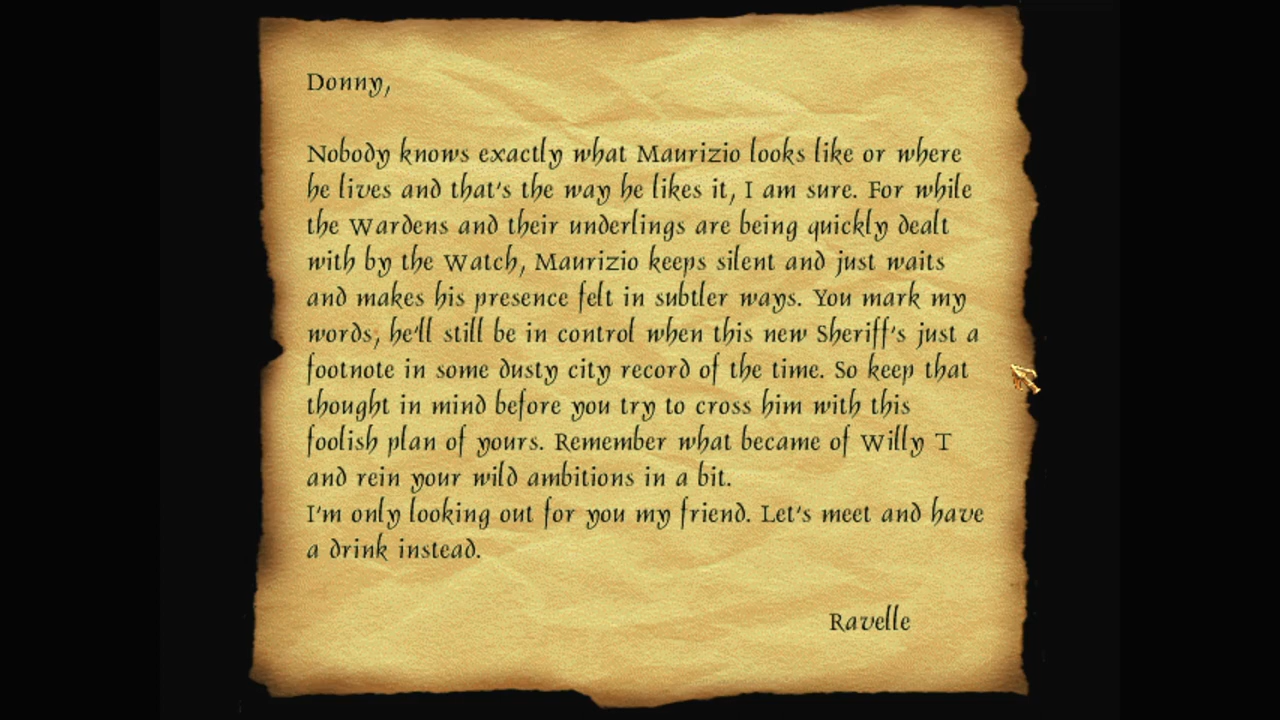 Donny,
Nobody knows exactly what Maurizio looks like or where
he lives and that's the way he likes it, I am sure. For while
the Wardens and their underlings are being quickly dealt
with by the Watch, Maurizio keeps silent and just waits
and makes his presence felt in subtler ways. You mark my
words, he'll still be in control when this new Sheriff's just a
footnote in some dusty city record of the time. So keep that
thought in mind before you try to cross him with this
foolish plan of yours. Remember what became of Willy T
and rein your wild ambitions in a bit.
I'm only looking out for you my friend. Let's meet and have
a drink instead.
Ravelle